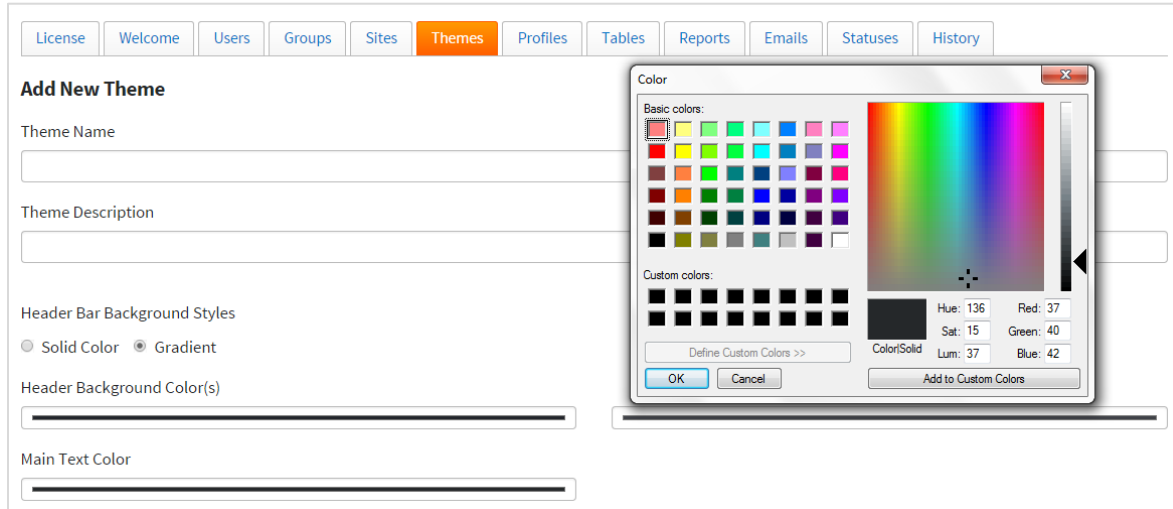 License Welcome Users Groups Sites Themes Profiles Tables Reports Emails Statuses History
Add New Theme
Theme Name
Theme Description
Header Bar Background Styles
Solid Color Gradient
Header Background Color(s)
Main Text Color
Color
Basic colors:
Custom colors:
Define Custom Colors >>
OK Cancel
Color|Solid
Hue: 136 Red: 37
Sat: 15 Green: 40
Lum: 37 Blue: 42
Add to Custom Colors